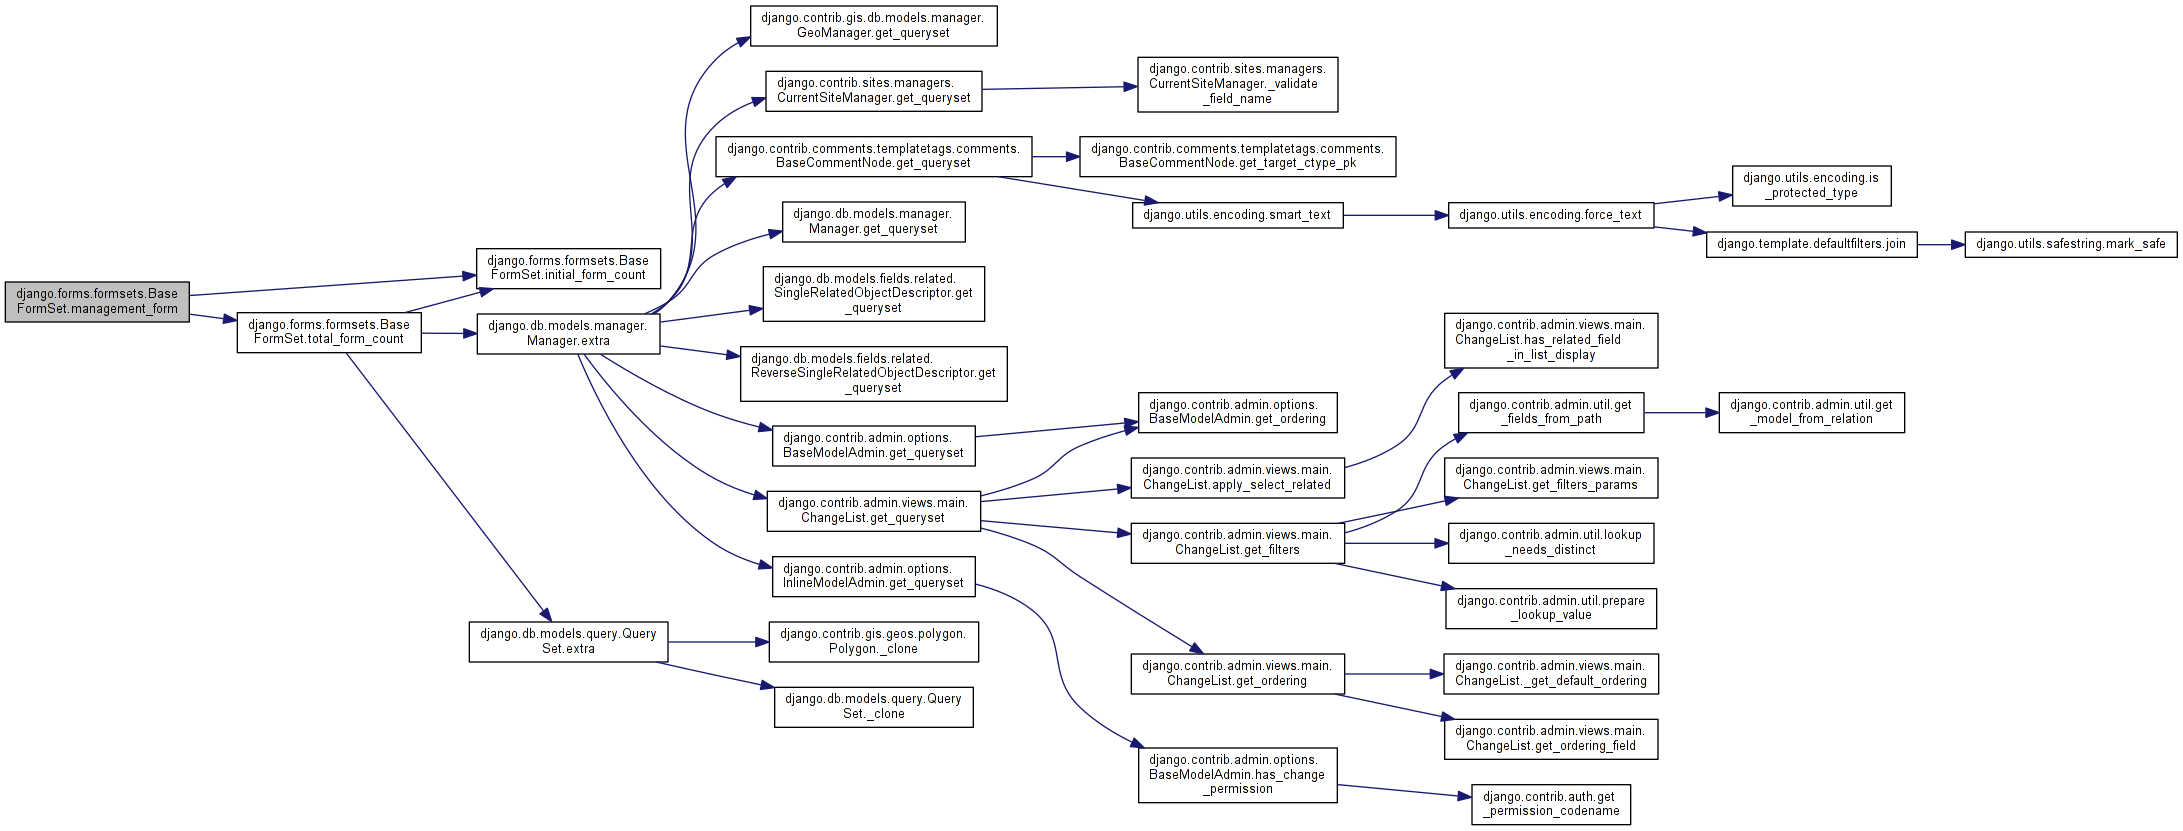 django.forms.formsets.Base
FormSet.management_form
django.forms.formsets.Base
FormSet.initial_form_count
django.forms.formsets.Base
FormSet.total_form_count
django.db.models.manager.
Manager.extra
django.db.models.query.Query
Set.extra
django.contrib.gis.db.models.manager.
GeoManager.get_queryset
django.contrib.sites.managers.
CurrentSiteManager.get_queryset
django.contrib.comments.templatetags.comments.
BaseCommentNode.get_queryset
django.db.models.manager.
Manager.get_queryset
django.db.models.fields.related.
SingleRelatedObjectDescriptor.get
_queryset
django.db.models.fields.related.
ReverseSingleRelatedObjectDescriptor.get
_queryset
django.contrib.admin.options.
BaseModelAdmin.get_queryset
django.contrib.admin.views.main.
ChangeList.get_queryset
django.contrib.admin.options.
InlineModelAdmin.get_queryset
django.contrib.gis.geos.polygon.
Polygon._clone
django.db.models.query.Query
Set._clone
django.contrib.sites.managers.
CurrentSiteManager._validate
_field_name
django.contrib.comments.templatetags.comments.
BaseCommentNode.get_target_ctype_pk
django.utils.encoding.smart_text
django.contrib.admin.options.
BaseModelAdmin.get_ordering
django.contrib.admin.views.main.
ChangeList.apply_select_related
django.contrib.admin.views.main.
ChangeList.get_filters
django.contrib.admin.views.main.
ChangeList.get_ordering
django.contrib.admin.options.
BaseModelAdmin.has_change
_permission
django.utils.encoding.force_text
django.contrib.admin.views.main.
ChangeList.has_related_field
_in_list_display
django.contrib.admin.util.get
_fields_from_path
django.contrib.admin.views.main.
ChangeList.get_filters_params
django.contrib.admin.util.lookup
_needs_distinct
django.contrib.admin.util.prepare
_lookup_value
django.contrib.admin.views.main.
ChangeList._get_default_ordering
django.contrib.admin.views.main.
ChangeList.get_ordering_field
django.contrib.auth.get
_permission_codename
django.utils.encoding.is
_protected_type
django.template.defaultfilters.join
django.contrib.admin.util.get
_model_from_relation
django.utils.safestring.mark_safe